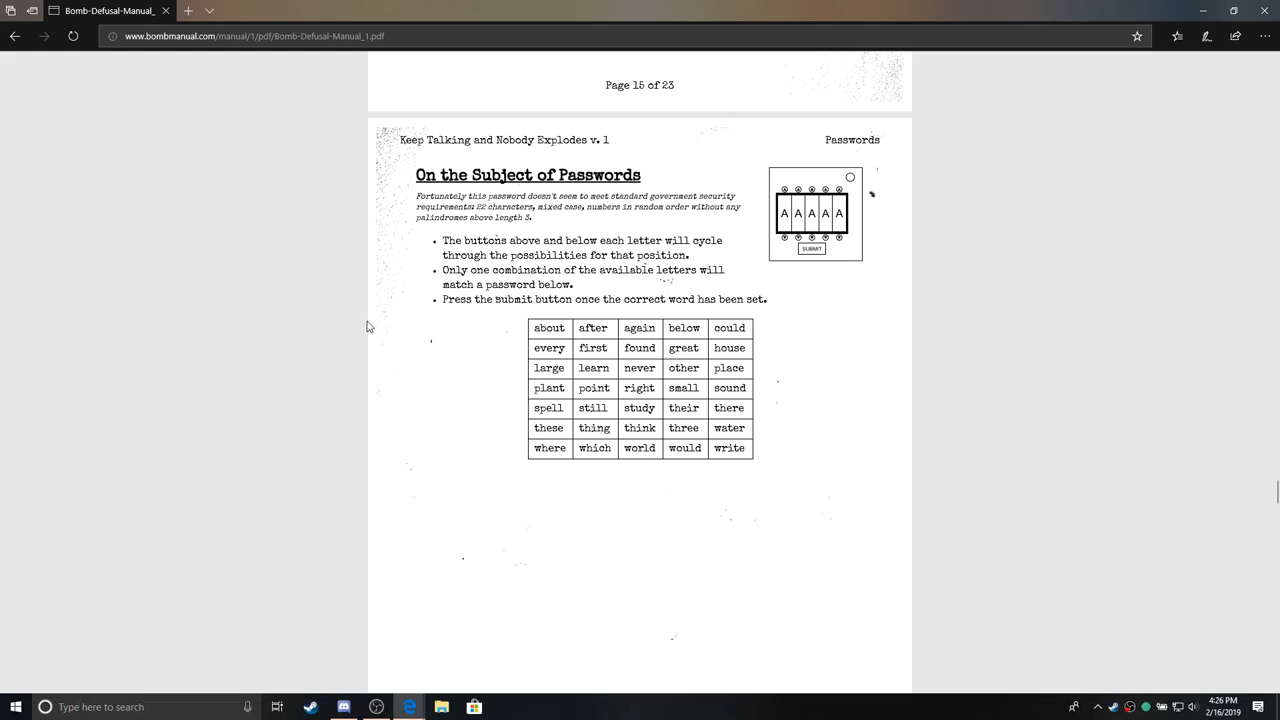 Bomb-Defusal-Manual_
www.bombmanual.com/manual/1/pdf/Bomb-Defusal-Manual_1.pdf
Page 15 of 23
Keep Talking and Nobody Explodes v. 1
Passwords
On the Subject of Passwords
Fortunately this password doesn't seem to meet standard government security
requirements: 22 characters, mixed case, numbers in random order without any
palindromes above length 3.
A A A A A
SUBMIT
• The buttons above and below each letter will cycle
through the possibilities for that position.
• Only one combination of the available letters will
match a password below.
• Press the submit button once the correct word has been set.
about after again below could
every first found great house
large learn never other place
plant point right small sound
spell still study their there
these thing think three water
where which world would write
Type here to search
4:26 PM
2/16/2019